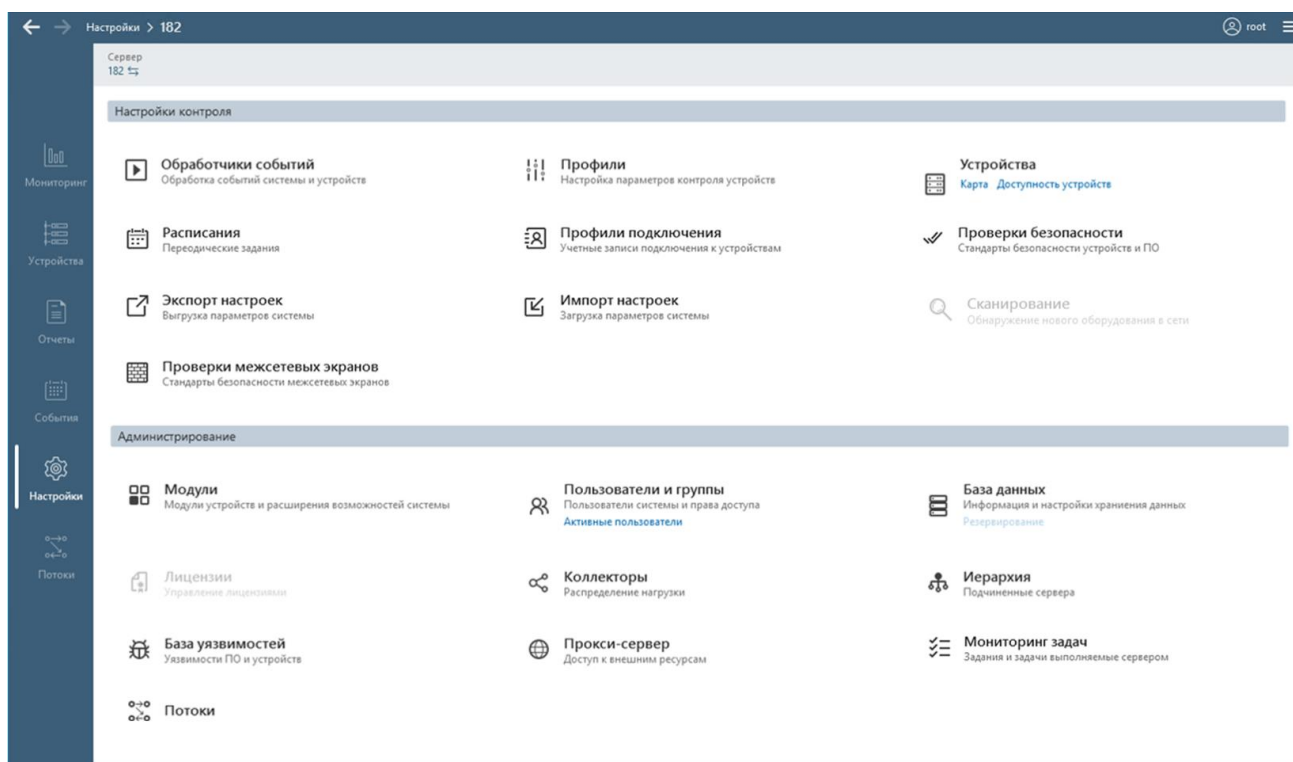 Настройки > 182
root
Сервер
182
Настройки контроля
Мониторинг
Устройства
Отчеты
События
Настройки
Потоки
Обработчики событий
Обработка событий системы и устройств
Профили
Настройка параметров контроля устройств
Устройства
Карта Доступность устройств
Расписания
Переодические задания
Профили подключения
Учетные записи подключения к устройствам
Проверки безопасности
Стандарты безопасности устройств и ПО
Экспорт настроек
Выгрузка параметров системы
Импорт настроек
Загрузка параметров системы
Сканирование
Обнаружение нового оборудования в сети
Проверки межсетевых экранов
Стандарты безопасности межсетевых экранов
Администрирование
Модули
Модули устройств и расширения возможностей системы
Пользователи и группы
Пользователи системы и права доступа
Активные пользователи
База данных
Информация и настройки храниения данных
Резервирование
Лицензии
Управление лицензиями
Коллекторы
Распределение нагрузки
Иерархия
Подчиненные сервера
База уязвимостей
Уязвимости ПО и устройств
Прокси-сервер
Доступ к внешним ресурсам
Мониторинг задач
Задания и задачи выполняемые сервером
Потоки